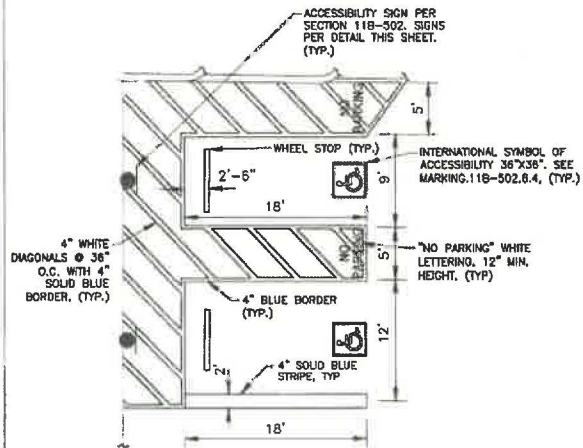 ACCESSIBILITY SIGN PER
SECTION 11B-502. SIGNS
PER DETAIL THIS SHEET.
(TYP.)
NO
PARKING
5'
WHEEL STOP (TYP.)
INTERNATIONAL SYMBOL OF
ACCESSIBILITY 36"X36". SEE
MARKING.11B-502.6.4, (TYP.)
2'-6"
9'
18'
4" WHITE
DIAGONALS @ 36"
O.C. WITH 4"
SOLID BLUE
BORDER, (TYP.)
NO
PARKING
5'
"NO PARKING" WHITE
LETTERING, 12" MIN.
HEIGHT, (TYP)
4" BLUE BORDER
(TYP.)
12'
2'
4" SOLID BLUE
STRIPE, TYP
18'